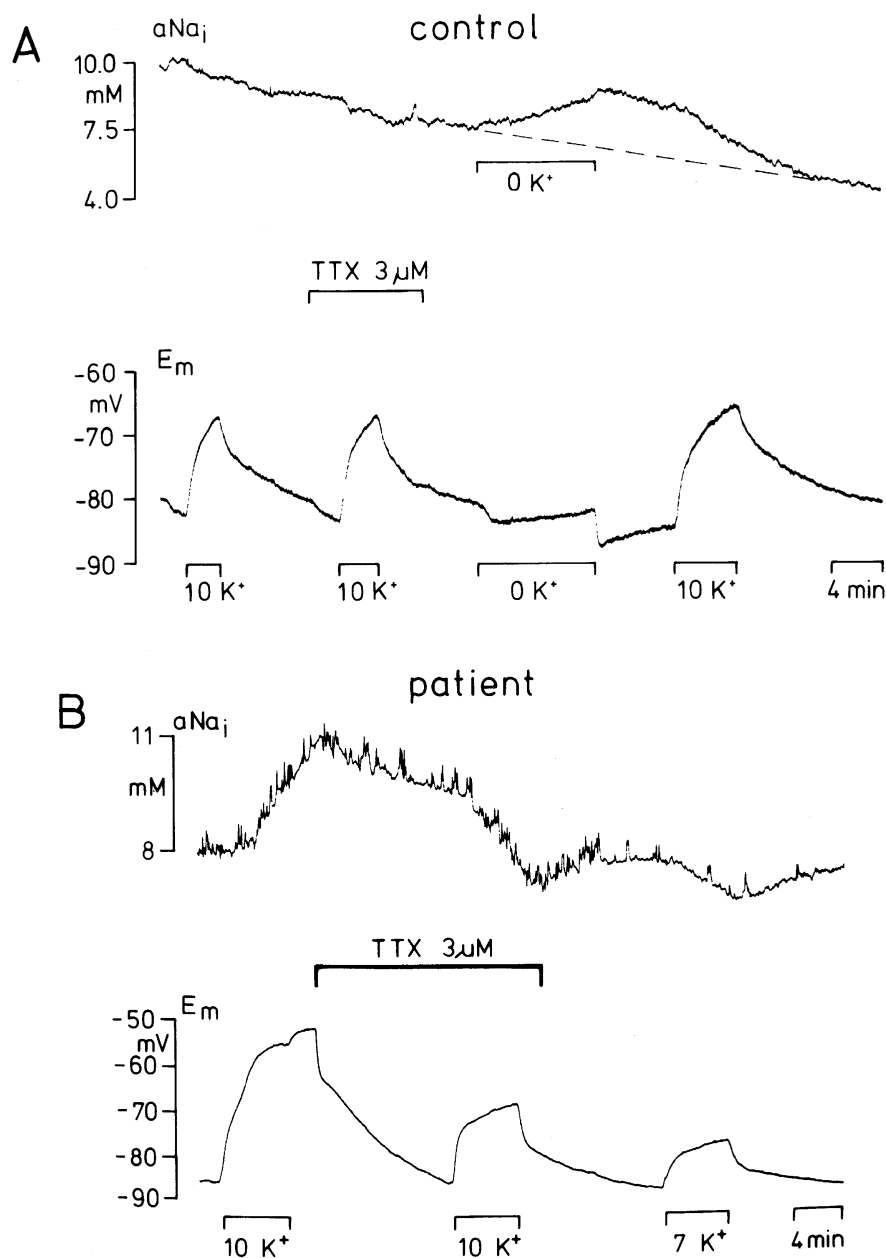 A
aNai
control
10.0
mM
7.5
4.0
0 K⁺
TTX 3 μM
Em
-60
mV
-70
-80
-90
10 K⁺ 10 K⁺ 0 K⁺ 10 K⁺ 4 min
patient
B
aNai
11
mM
8
TTX 3μM
Em
-50
mV
-60
-70
-80
-90
10 K⁺ 10 K⁺ 7 K⁺ 4min